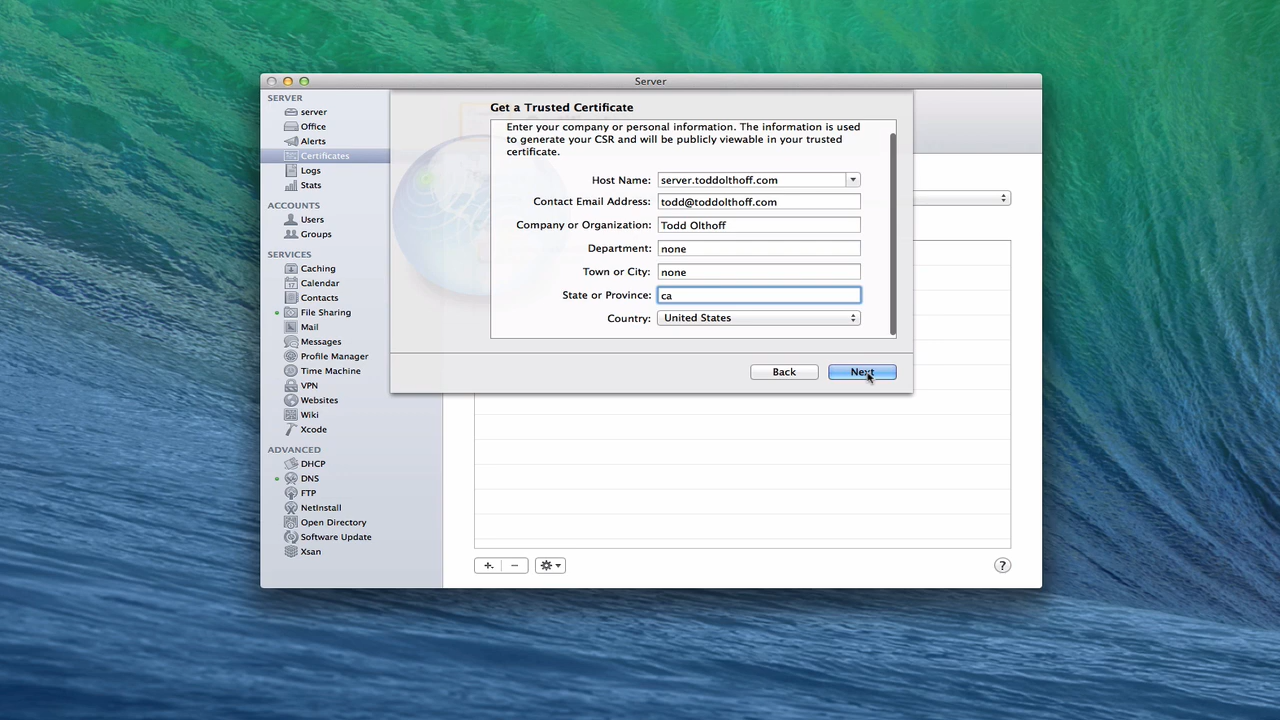 Server
SERVER
server
Office
Alerts
Certificates
Logs
Stats
ACCOUNTS
Users
Groups
SERVICES
Caching
Calendar
17
Contacts
File Sharing
Mail
Messages
Profile Manager
Time Machine
VPN
Websites
Wiki
Xcode
ADVANCED
DHCP
DNS
FTP
NetInstall
Open Directory
Software Update
Xsan
Get a Trusted Certificate
Enter your company or personal information. The information is used
to generate your CSR and will be publicly viewable in your trusted
certificate.
Host Name: server.toddolthoff.com
Contact Email Address: todd@toddolthoff.com
Company or Organization: Todd Olthoff
Department: none
Town or City: none
State or Province: ca
Country: United States
Back Next
+ − ?